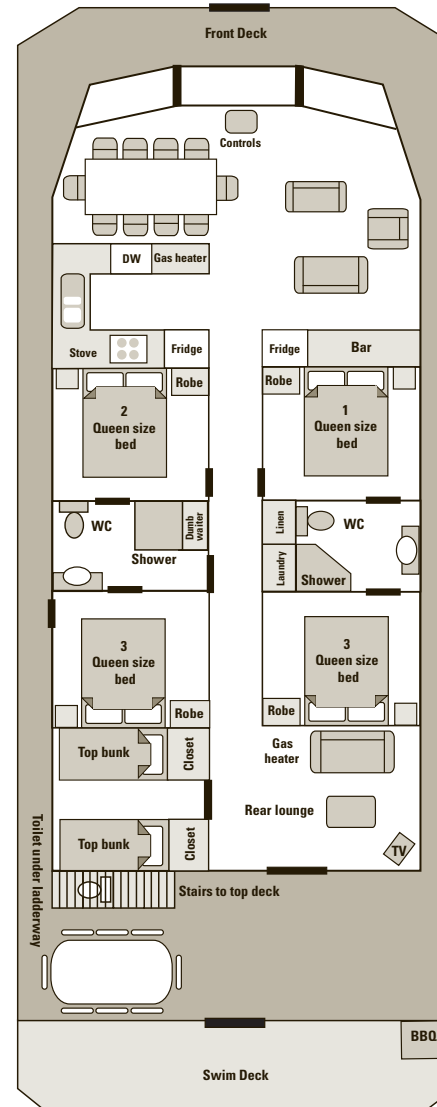 Front Deck
Controls
DW
Gas heater
Stove
Fridge
Fridge
Bar
Robe
Robe
2
Queen size
bed
1
Queen size
bed
WC
Shower
Dumb
waiter
Linen
WC
Laundry
Shower
3
Queen size
bed
3
Queen size
bed
Robe
Robe
Top bunk
Closet
Gas
heater
Rear lounge
Top bunk
Closet
TV
Toilet under ladderway
Stairs to top deck
BBQ
Swim Deck